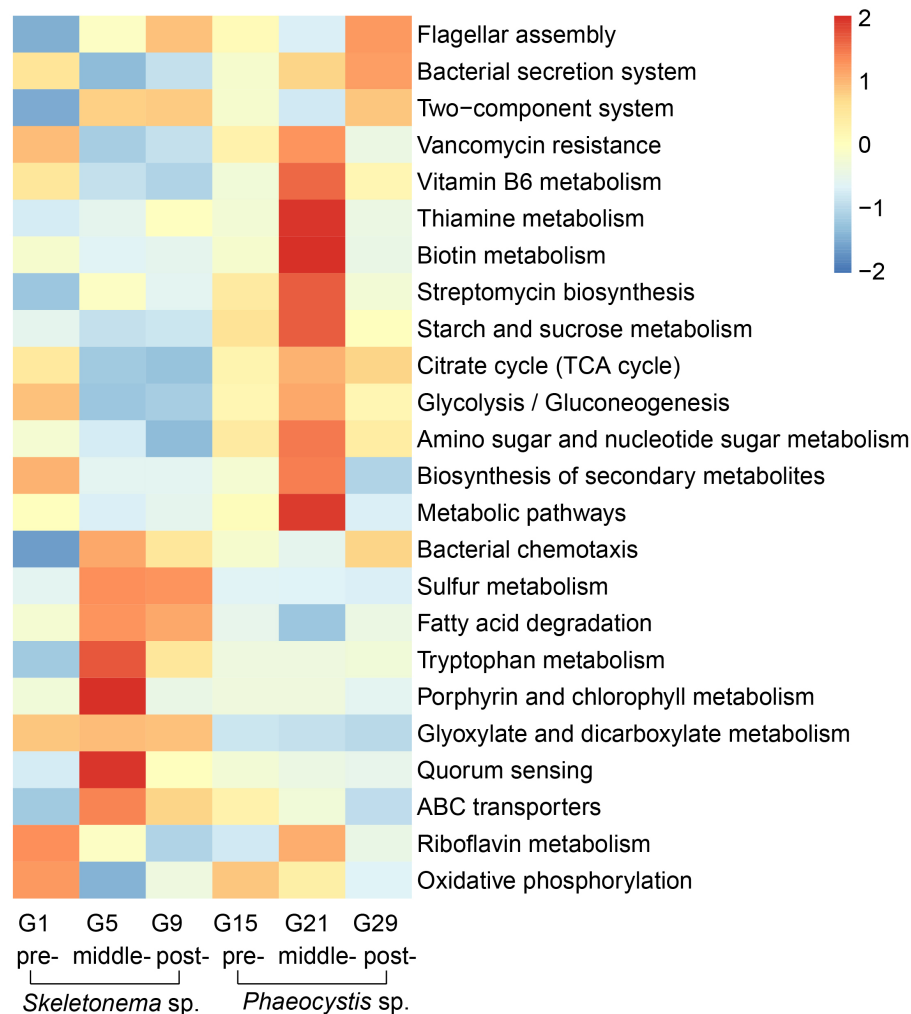 Flagellar assembly
Bacterial secretion system
Two−component system
Vancomycin resistance
Vitamin B6 metabolism
Thiamine metabolism
Biotin metabolism
Streptomycin biosynthesis
Starch and sucrose metabolism
Citrate cycle (TCA cycle)
Glycolysis / Gluconeogenesis
Amino sugar and nucleotide sugar metabolism
Biosynthesis of secondary metabolites
Metabolic pathways
Bacterial chemotaxis
Sulfur metabolism
Fatty acid degradation
Tryptophan metabolism
Porphyrin and chlorophyll metabolism
Glyoxylate and dicarboxylate metabolism
Quorum sensing
ABC transporters
Riboflavin metabolism
Oxidative phosphorylation
2
1
0
−1
−2
G1 G5 G9 G15 G21 G29
pre- middle- post- pre- middle- post-
Skeletonema sp. Phaeocystis sp.